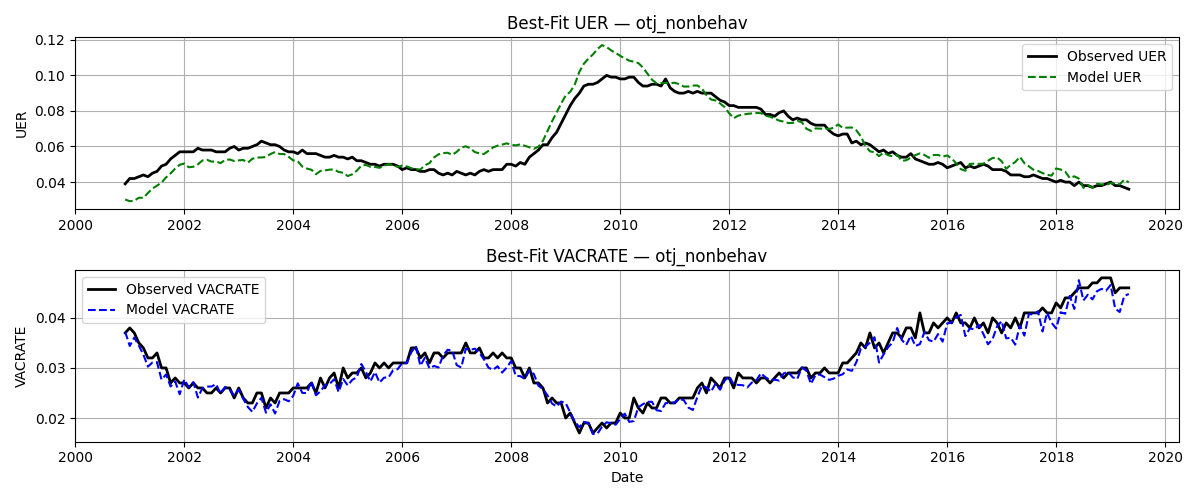 Best-Fit UER — otj_nonbehav
UER
0.12
0.10
0.08
0.06
0.04
Observed UER
Model UER
2000 2002 2004 2006 2008 2010 2012 2014 2016 2018 2020
Best-Fit VACRATE — otj_nonbehav
VACRATE
0.04
0.03
0.02
Observed VACRATE
Model VACRATE
2000 2002 2004 2006 2008 2010 2012 2014 2016 2018 2020
Date